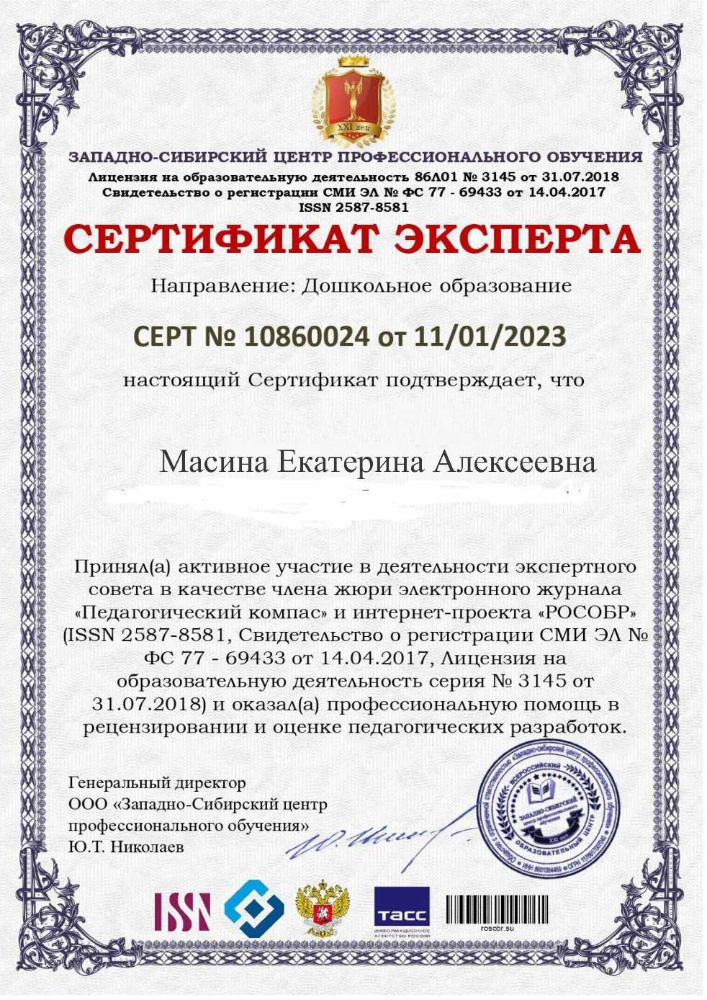 XXI век
ЗАПАДНО-СИБИРСКИЙ ЦЕНТР ПРОФЕССИОНАЛЬНОГО ОБУЧЕНИЯ
Лицензия на образовательную деятельность 86Л01 № 3145 от 31.07.2018
Свидетельство о регистрации СМИ ЭЛ № ФС 77 - 69433 от 14.04.2017
ISSN 2587-8581
СЕРТИФИКАТ ЭКСПЕРТА
Направление: Дошкольное образование
СЕРТ № 10860024 от 11/01/2023
настоящий Сертификат подтверждает, что
Масина Екатерина Алексеевна
Принял(а) активное участие в деятельности экспертного
совета в качестве члена жюри электронного журнала
«Педагогический компас» и интернет-проекта «РОСОБР»
(ISSN 2587-8581, Свидетельство о регистрации СМИ ЭЛ №
ФС 77 - 69433 от 14.04.2017, Лицензия на
образовательную деятельность серия № 3145 от
31.07.2018) и оказал(а) профессиональную помощь в
рецензировании и оценке педагогических разработок.
Генеральный директор
ООО «Западно-Сибирский центр
профессионального обучения»
Ю.Т. Николаев
ВСЕРОССИЙСКИЙ
ЗАПАДНО-СИБИРСКИЙ
центр профессионального
обучения
XXI век
ОБРАЗОВАТЕЛЬНЫЙ ЦЕНТР
ISSN
ТАСС
ИНФОРМАЦИОННОЕ
АГЕНТСТВО РОССИИ
rosobr.su